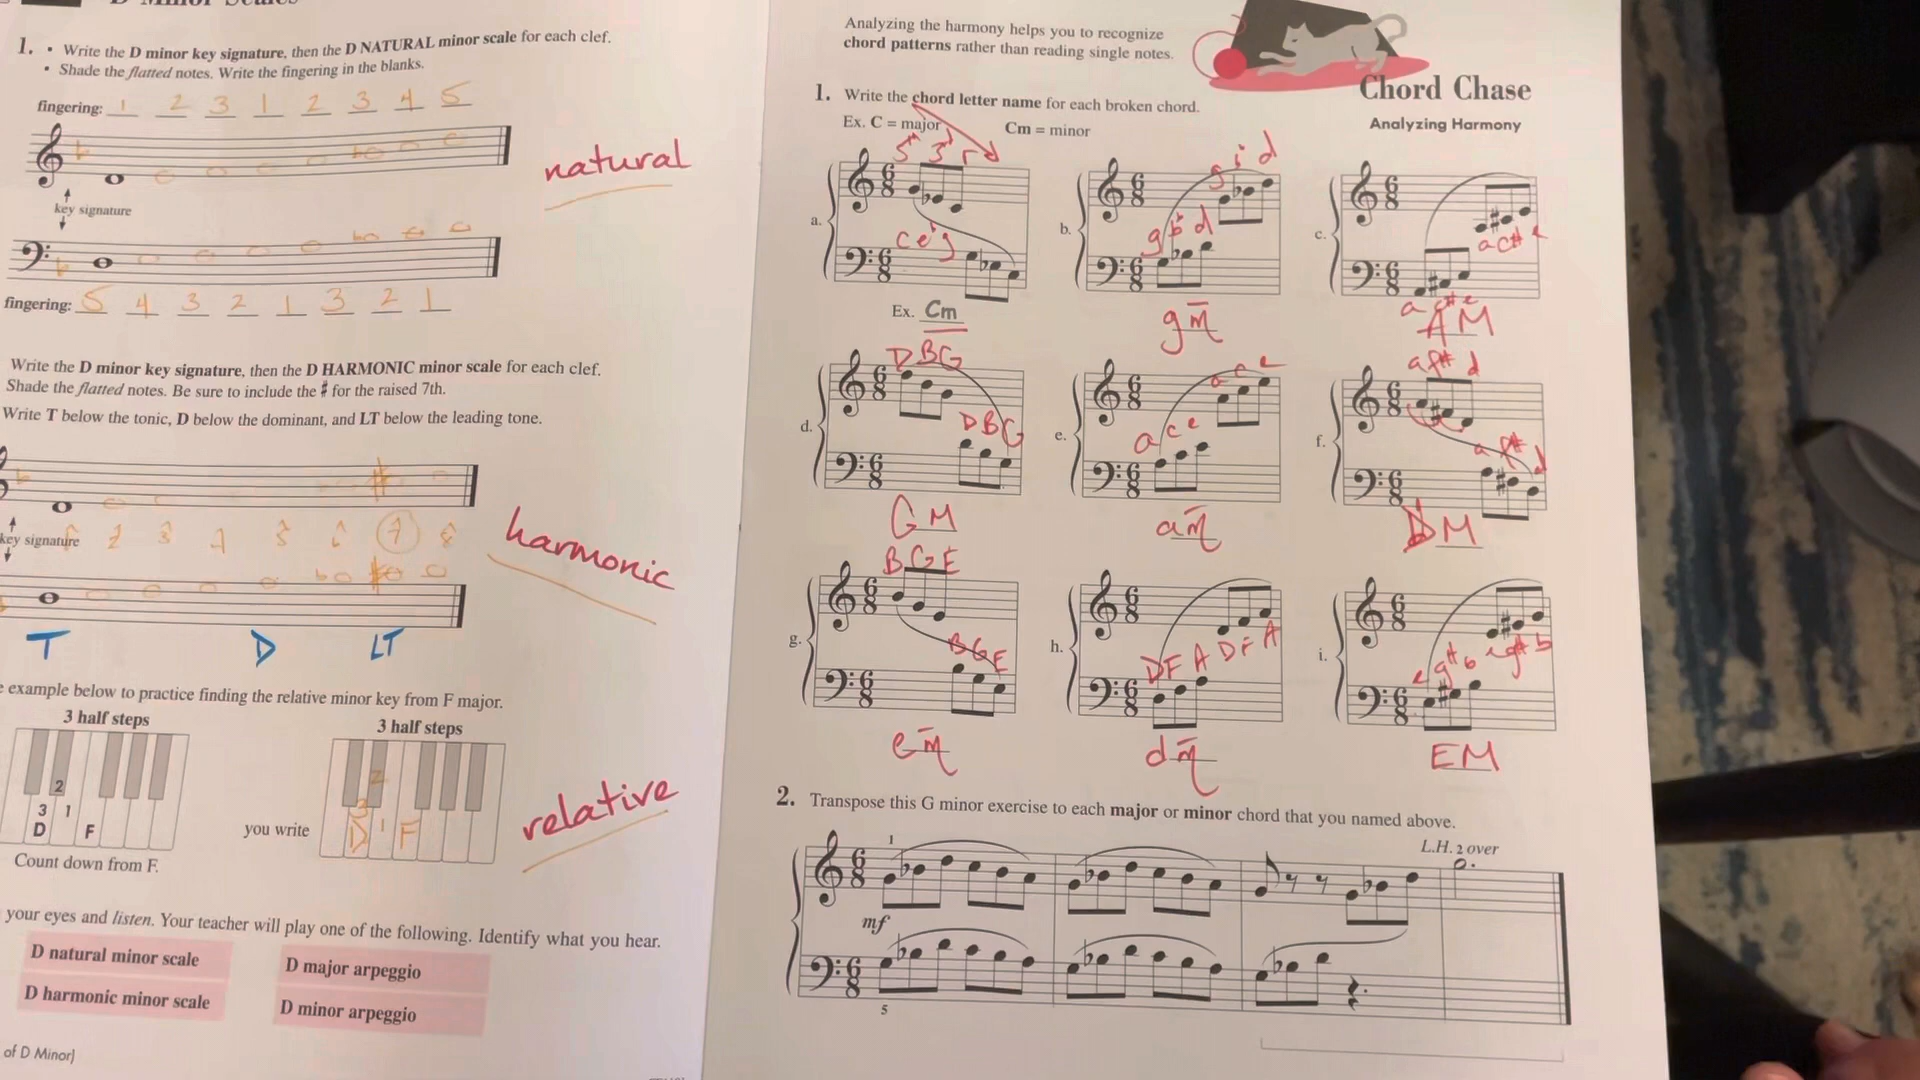 1. • Write the D minor key signature, then the D NATURAL minor scale for each clef.
• Shade the flatted notes. Write the fingering in the blanks.
fingering: 1 2 3 1 2 3 4 5
natural
key signature
fingering: 5 4 3 2 1 3 2 1
Write the D minor key signature, then the D HARMONIC minor scale for each clef.
Shade the flatted notes. Be sure to include the ♯ for the raised 7th.
Write T below the tonic, D below the dominant, and LT below the leading tone.
key signature
harmonic
T D LT
example below to practice finding the relative minor key from F major.
3 half steps
3 half steps
2
3 1
D F
you write
2
3
D 1 F
relative
Count down from F.
your eyes and listen. Your teacher will play one of the following. Identify what you hear.
D natural minor scale
D major arpeggio
D harmonic minor scale
D minor arpeggio
of D Minor)
Analyzing the harmony helps you to recognize
chord patterns rather than reading single notes.
Chord Chase
Analyzing Harmony
1. Write the chord letter name for each broken chord.
Ex. C = major Cm = minor
a.
c e♭ g
Ex. Cm
b.
g b♭ d
gm
c.
a c# e
a c# e
AM
d.
D B G
D B G
GM
e.
a c e
a c e
am
f.
a f# d
a f# d
DM
g.
B G E
B G E
em
h.
D F A
D F A
dm
i.
e g# b
e g# b
EM
2. Transpose this G minor exercise to each major or minor chord that you named above.
L.H. 2 over
1
mf
5